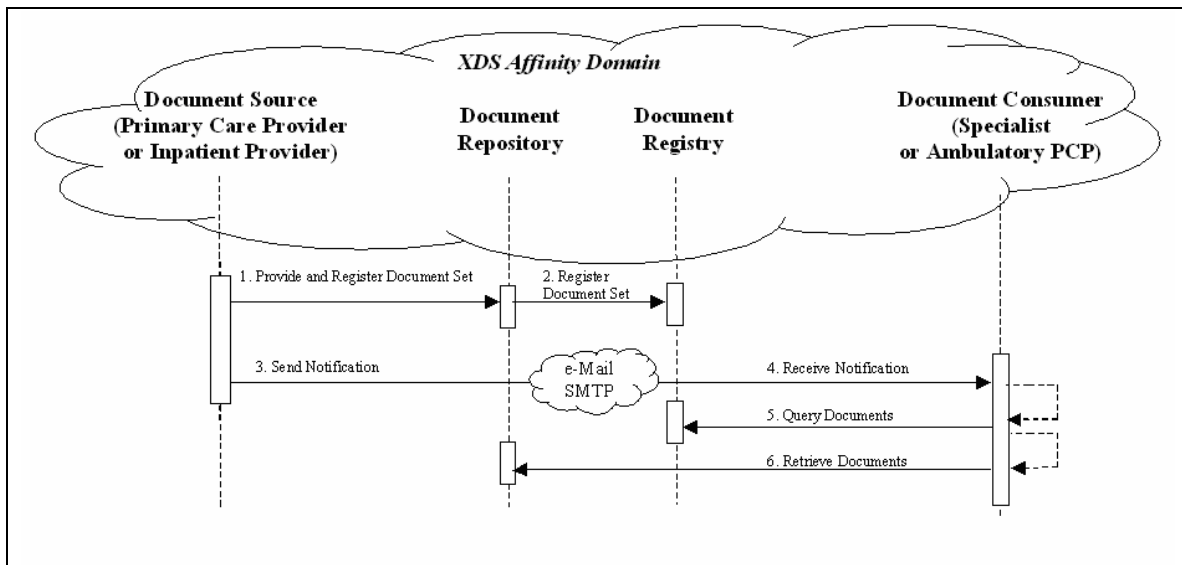 XDS Affinity Domain
Document Source
(Primary Care Provider
or Inpatient Provider)
Document
Repository
Document
Registry
Document Consumer
(Specialist
or Ambulatory PCP)
1. Provide and Register Document Set
2. Register
Document Set
3. Send Notification
e-Mail
SMTP
4. Receive Notification
5. Query Documents
6. Retrieve Documents